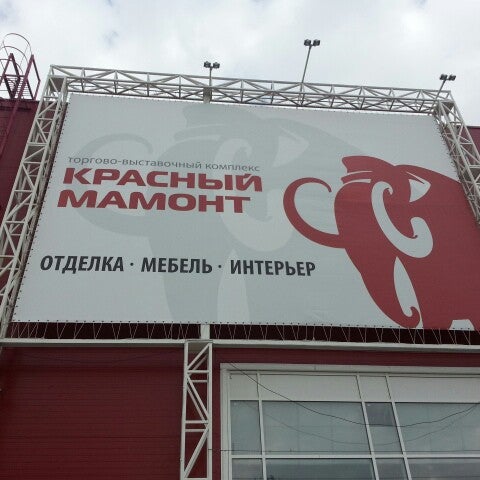 торгово-выставочный комплекс
КРАСНЫЙ
МАМОНТ
ОТДЕЛКА · МЕБЕЛЬ · ИНТЕРЬЕР